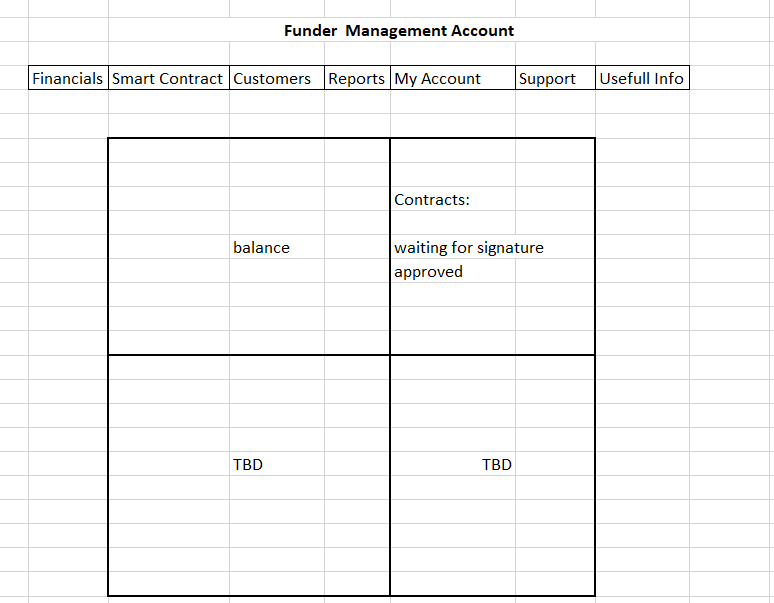 Funder  Management Account
Financials Smart Contract Customers Reports My Account Support Usefull Info
Contracts:
balance
waiting for signature
approved
TBD
TBD